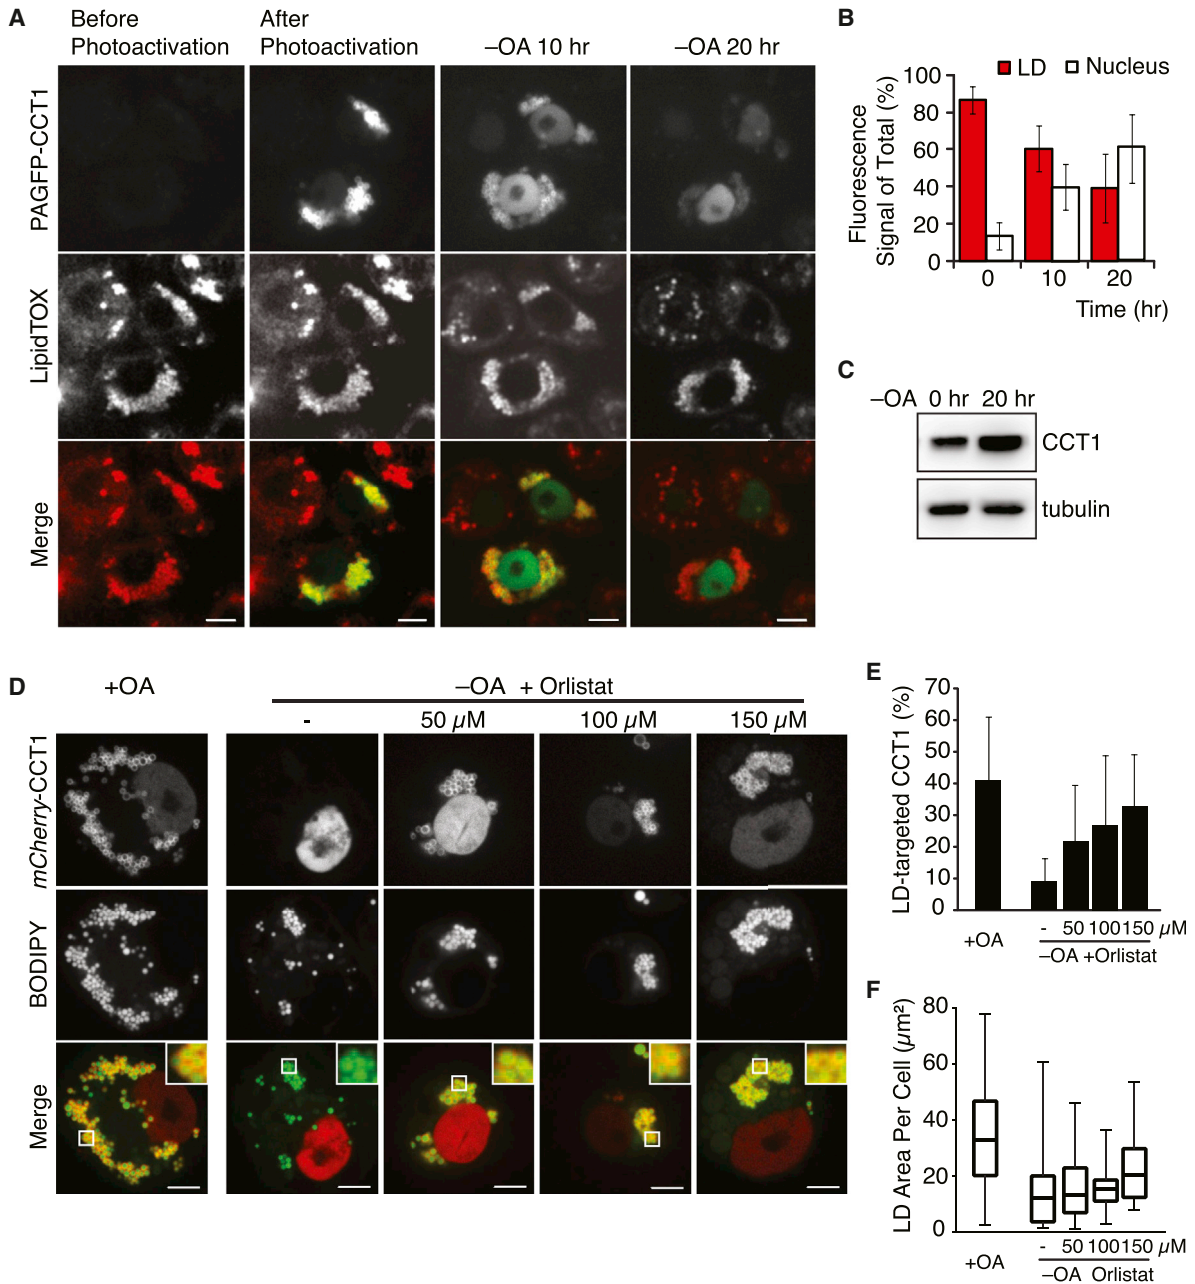 A
Before
Photoactivation
After
Photoactivation
–OA 10 hr
–OA 20 hr
PAGFP-CCT1
LipidTOX
Merge
B
LD
Nucleus
Fluorescence
Signal of Total (%)
100
80
60
40
20
0
0 10 20
Time (hr)
C
–OA 0 hr 20 hr
CCT1
tubulin
D
+OA
–OA + Orlistat
- 50 µM 100 µM 150 µM
mCherry-CCT1
BODIPY
Merge
E
LD-targeted CCT1 (%)
70
60
50
40
30
20
10
0
+OA
- 50 100 150 µM
–OA +Orlistat
F
LD Area Per Cell (µm²)
80
60
40
20
0
+OA
- 50 100 150 µM
–OA Orlistat